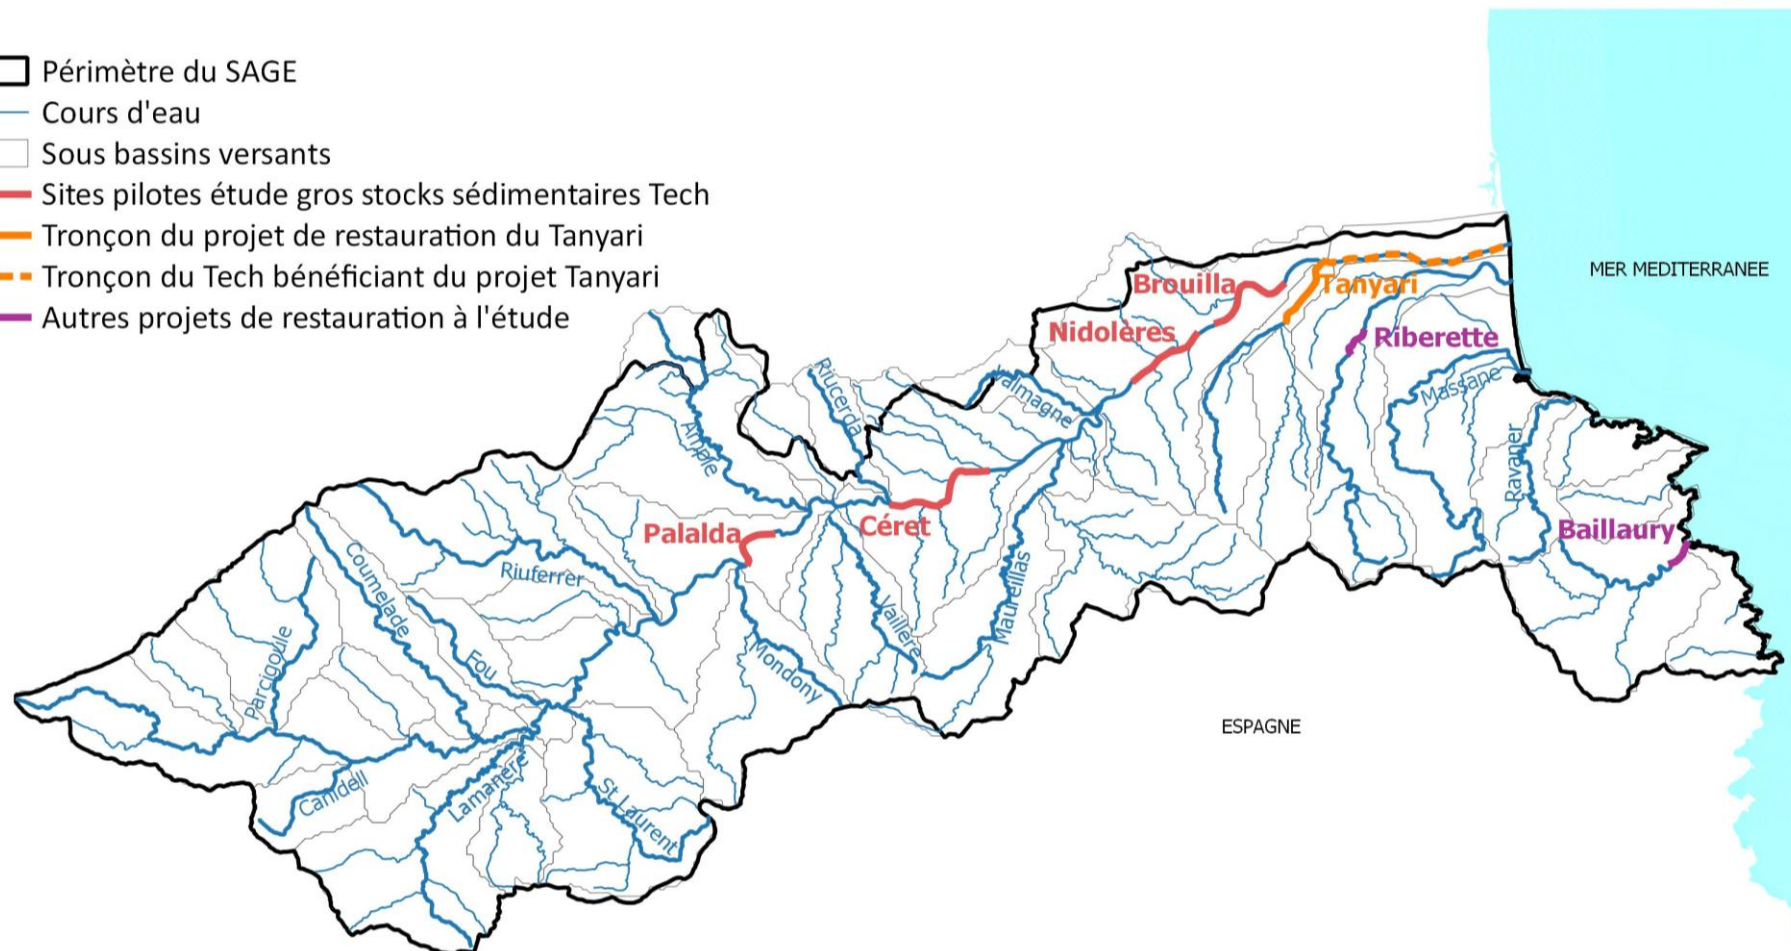 Périmètre du SAGE
Cours d'eau
Sous bassins versants
Sites pilotes étude gros stocks sédimentaires Tech
Tronçon du projet de restauration du Tanyari
Tronçon du Tech bénéficiant du projet Tanyari
Autres projets de restauration à l'étude
MER MEDITERRANEE
Brouilla
Tanyari
Nidolères
Riberette
Riucerda
Valmagne
Massane
Ample
Ravaner
Palalda
Céret
Baillaury
Coumelade
Riuferrer
Maureillas
Vaillère
Parcigoule
Fou
Mondony
ESPAGNE
Canidell
Lamanère
St Laurent